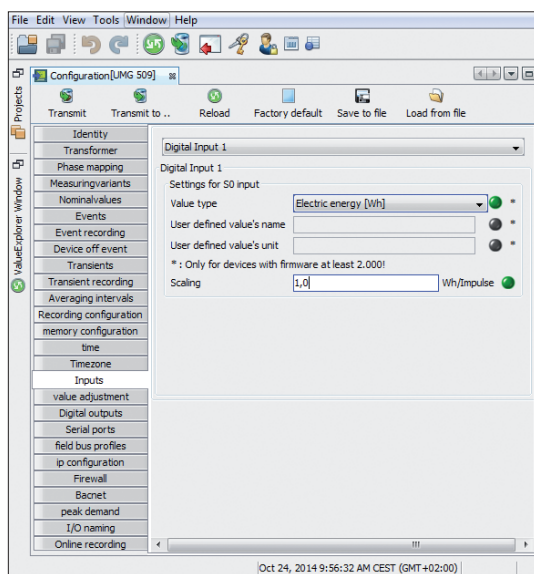 File Edit View Tools Window Help
Projects
ValueExplorer Window
Configuration[UMG 509]
Transmit Transmit to .. Reload Factory default Save to file Load from file
Identity
Transformer
Phase mapping
Measuringvariants
Nominalvalues
Events
Event recording
Device off event
Transients
Transient recording
Averaging intervals
Recording configuration
memory configuration
time
Timezone
Inputs
value adjustment
Digital outputs
Serial ports
field bus profiles
ip configuration
Firewall
Bacnet
peak demand
I/O naming
Online recording
Digital Input 1
Digital Input 1
Settings for S0 input
Value type Electric energy [Wh] *
User defined value's name *
User defined value's unit *
* : Only for devices with firmware at least 2.000!
Scaling 1,0 Wh/Impulse
Oct 24, 2014 9:56:32 AM CEST (GMT+02:00)